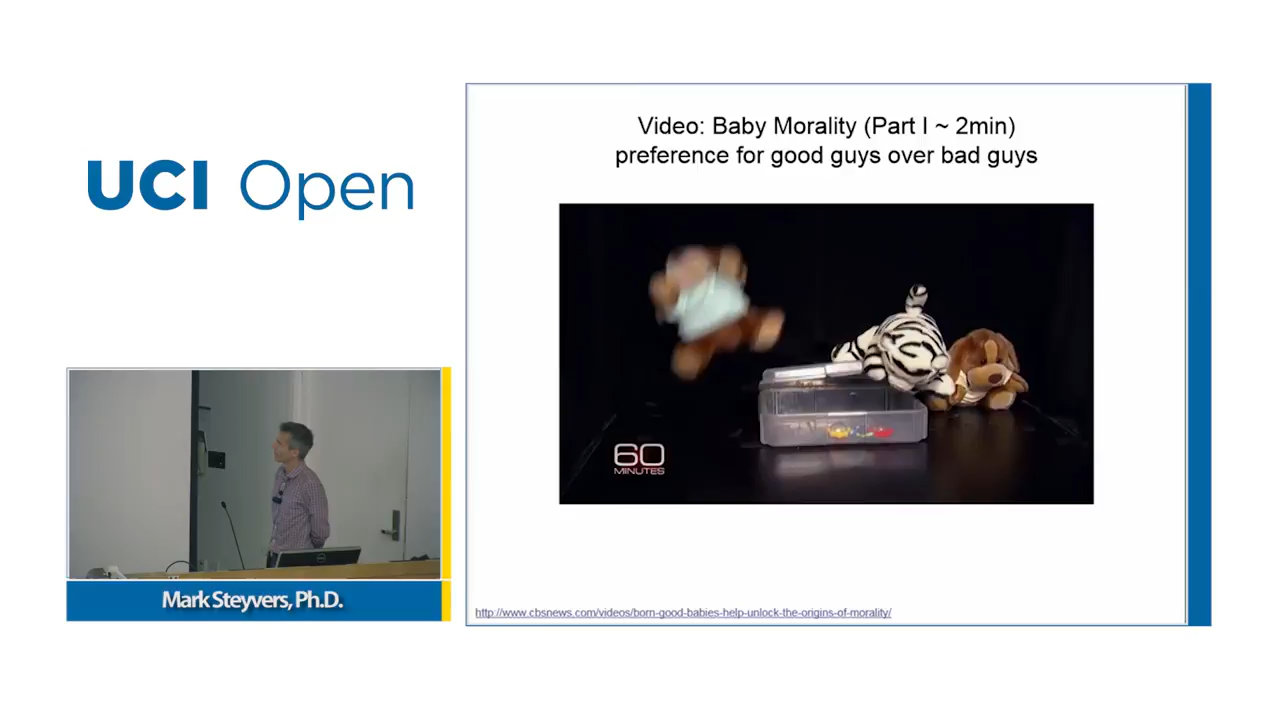 UCI Open
Video: Baby Morality (Part I ~ 2min)
preference for good guys over bad guys
60
MINUTES
Mark Steyvers, Ph.D.
http://www.cbsnews.com/videos/born-good-babies-help-unlock-the-origins-of-morality/